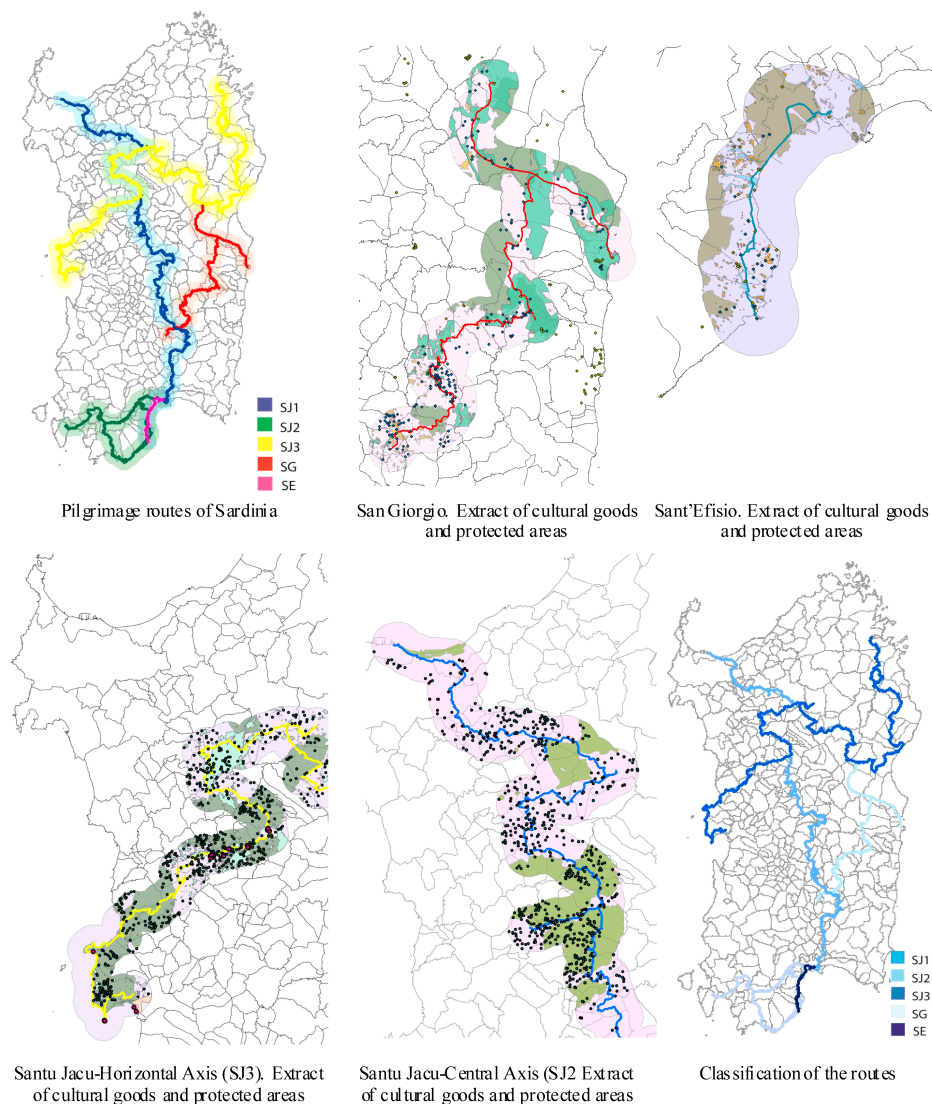 SJ1
SJ2
SJ3
SG
SE
Pilgrimage routes of Sardinia
San Giorgio. Extract of cultural goods
and protected areas
Sant'Efisio. Extract of cultural goods
and protected areas
SJ1
SJ2
SJ3
SG
SE
Santu Jacu-Horizontal Axis (SJ3). Extract
of cultural goods and protected areas
Santu Jacu-Central Axis (SJ2 Extract
of cultural goods and protected areas
Classification of the routes